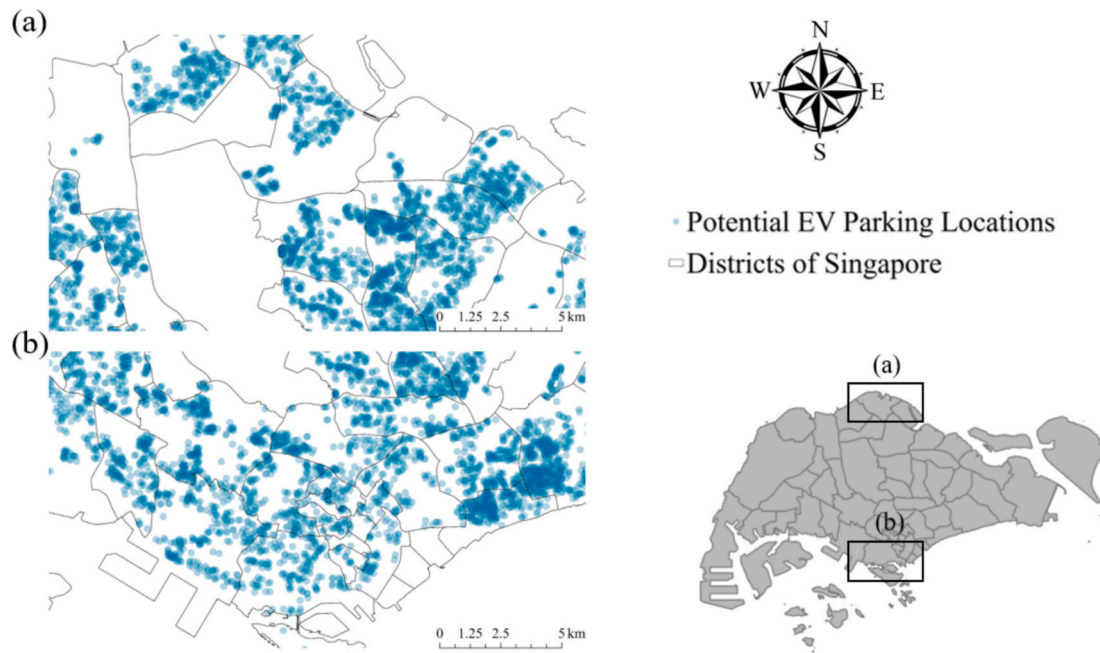 (a)
N
W
E
S
Potential EV Parking Locations
Districts of Singapore
0 1.25 2.5 5 km
(b)
(a)
(b)
0 1.25 2.5 5 km